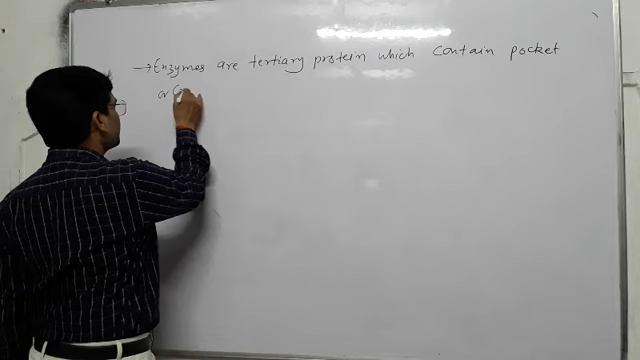 → Enzymes are tertiary protein which contain pocket
or